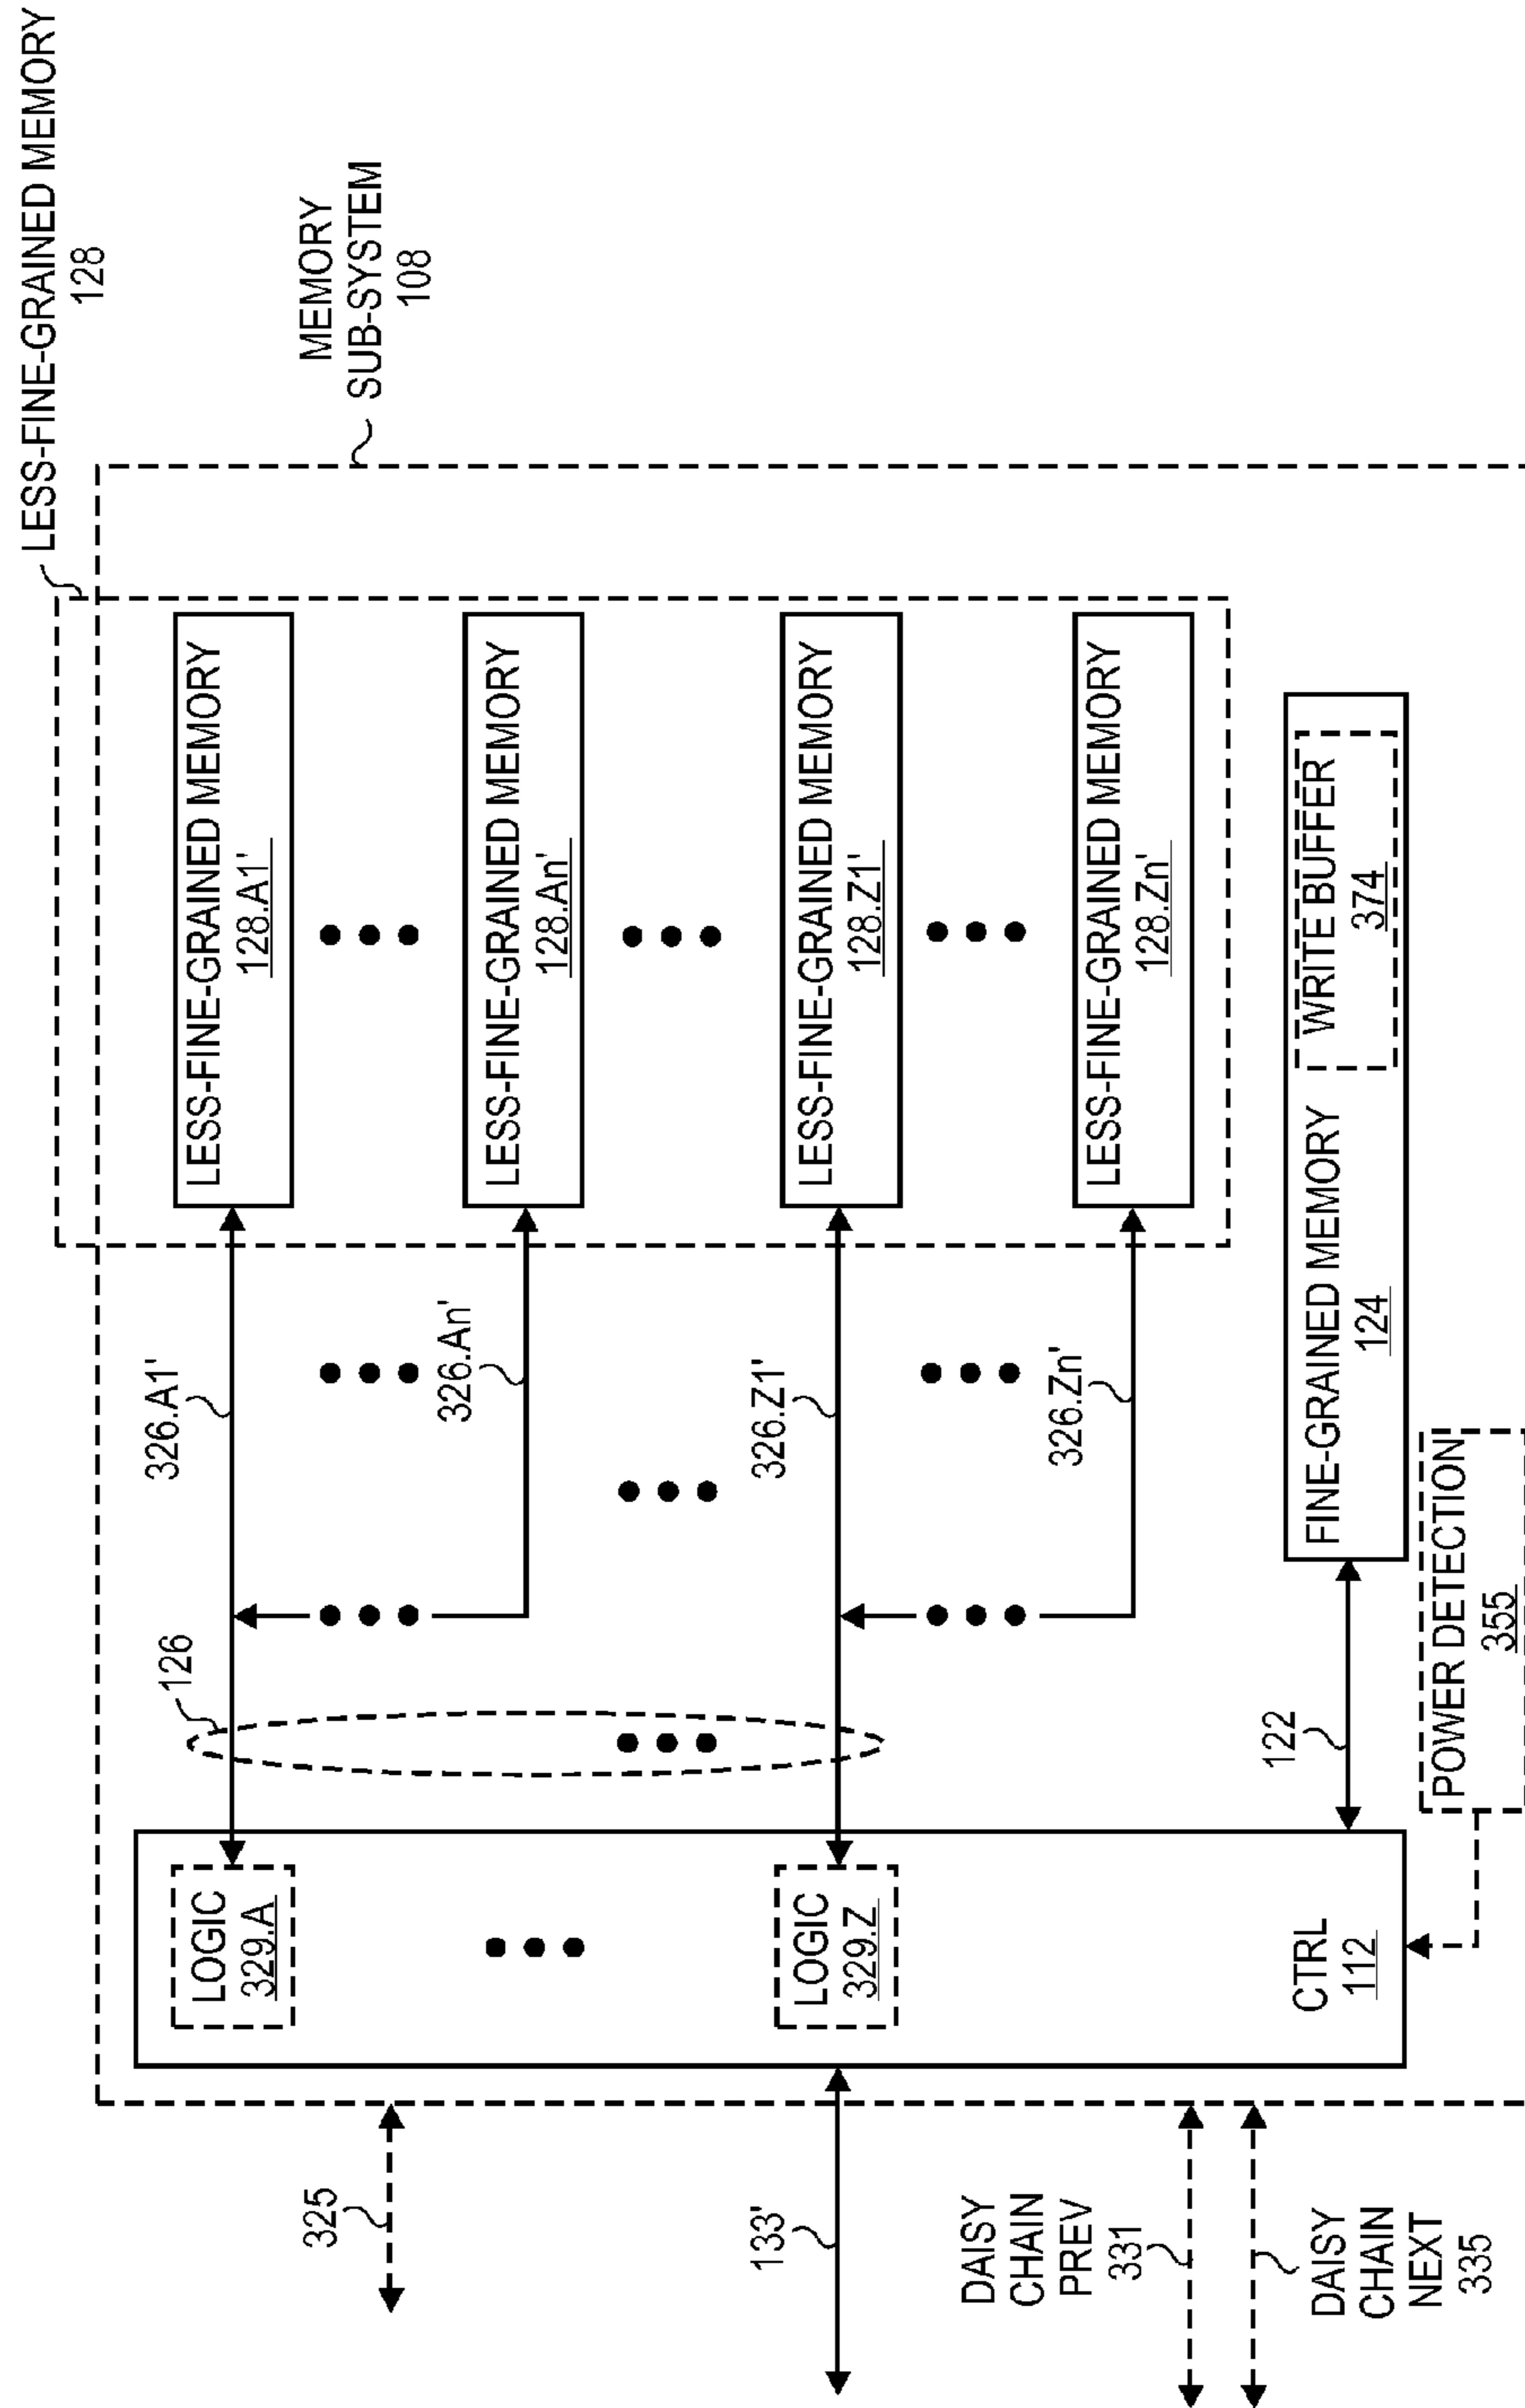 LESS-FINE-GRAINED MEMORY
128
MEMORY
SUB-SYSTEM
108
LESS-FINE-GRAINED MEMORY
128.A1'
LESS-FINE-GRAINED MEMORY
128.An'
LESS-FINE-GRAINED MEMORY
128.Z1'
LESS-FINE-GRAINED MEMORY
128.Zn'
326.A1'
326.An'
326.Z1'
326.Zn'
126
LOGIC
329.A
LOGIC
329.Z
CTRL
112
122
FINE-GRAINED MEMORY
124
WRITE BUFFER
374
POWER DETECTION
355
325
133'
DAISY
CHAIN
PREV
331
DAISY
CHAIN
NEXT
335